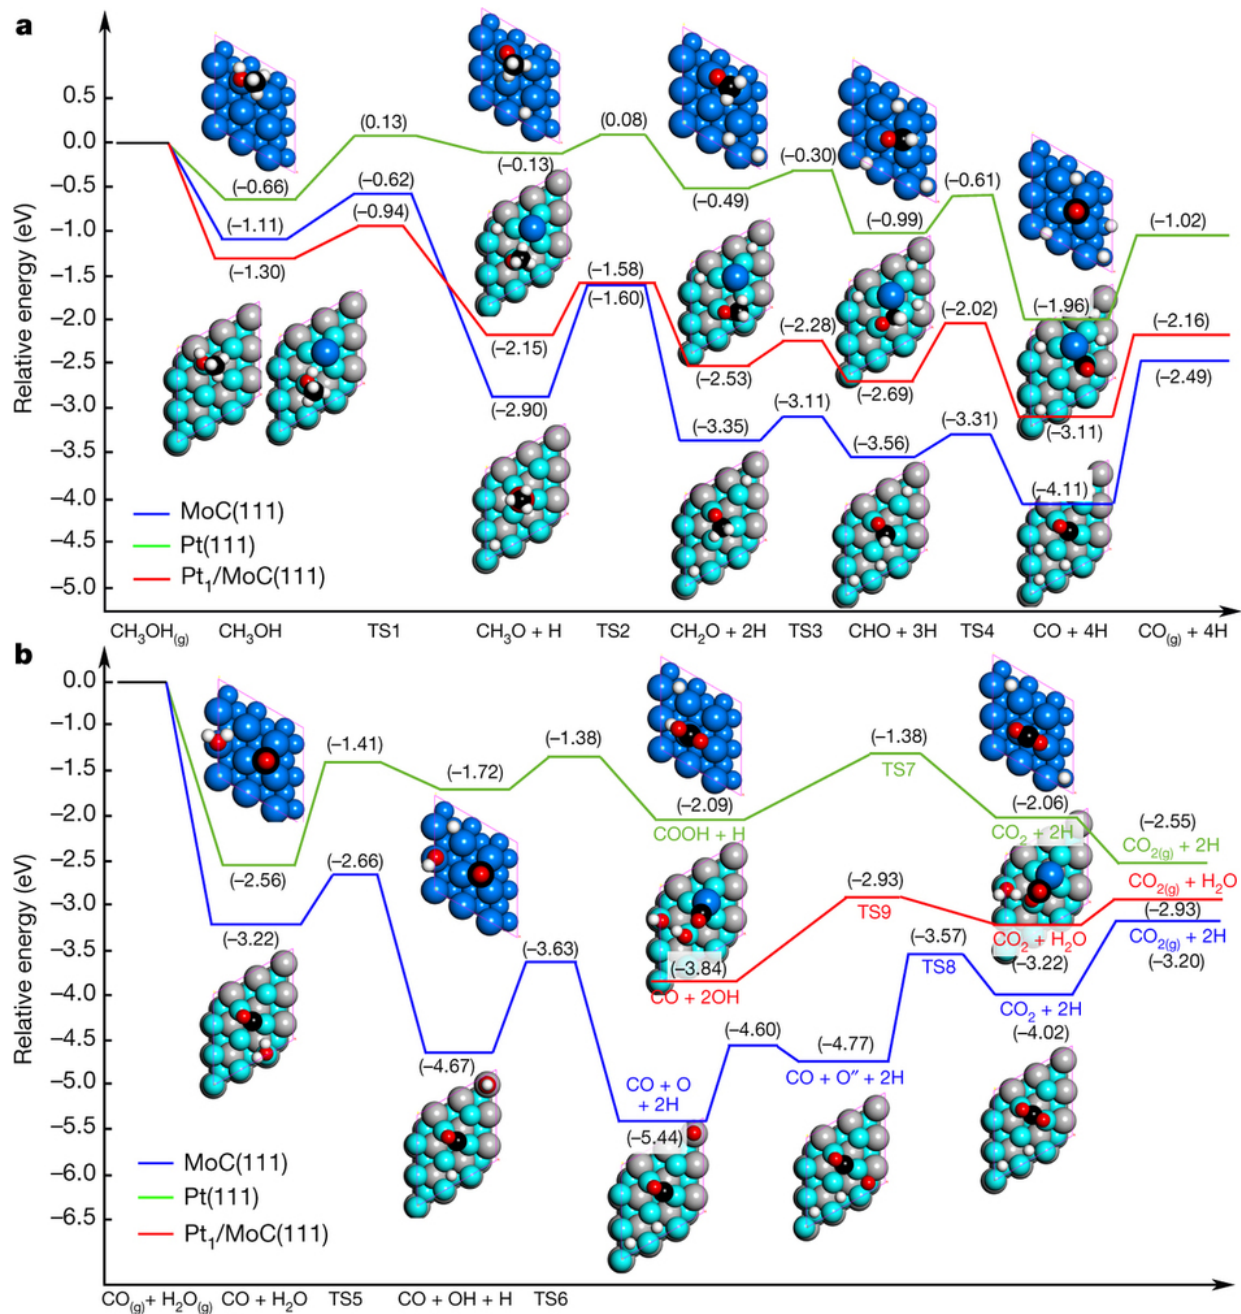 a
Relative energy (eV)
0.5
0.0
−0.5
−1.0
−1.5
−2.0
−2.5
−3.0
−3.5
−4.0
−4.5
−5.0
(−0.66)
(0.13)
(−0.13)
(0.08)
(−0.49)
(−0.30)
(−0.99)
(−0.61)
(−1.96)
(−1.02)
(−1.11)
(−0.62)
(−2.90)
(−1.60)
(−3.35)
(−3.11)
(−3.56)
(−3.31)
(−4.11)
(−2.49)
(−1.30)
(−0.94)
(−2.15)
(−1.58)
(−2.53)
(−2.28)
(−2.69)
(−2.02)
(−3.11)
(−2.16)
MoC(111)
Pt(111)
Pt₁/MoC(111)
CH₃OH₍g₎ CH₃OH TS1 CH₃O + H TS2 CH₂O + 2H TS3 CHO + 3H TS4 CO + 4H CO₍g₎ + 4H
b
Relative energy (eV)
0.0
−1.0
−1.5
−2.0
−2.5
−3.0
−3.5
−4.0
−4.5
−5.0
−5.5
−6.0
−6.5
(−2.56)
(−1.41)
(−1.72)
(−1.38)
(−2.09)
COOH + H
(−1.38)
TS7
(−2.06)
CO₂ + 2H
(−2.55)
CO₂₍g₎ + 2H
(−3.84)
CO + 2OH
(−2.93)
TS9
CO₂ + H₂O
(−3.22)
CO₂₍g₎ + H₂O
(−2.93)
(−3.22)
(−2.66)
(−4.67)
(−3.63)
CO + O
+ 2H
(−5.44)
(−4.60)
(−4.77)
CO + O″ + 2H
(−3.57)
TS8
CO₂ + 2H
(−4.02)
CO₂₍g₎ + 2H
(−3.20)
MoC(111)
Pt(111)
Pt₁/MoC(111)
CO₍g₎ + H₂O₍g₎ CO + H₂O TS5 CO + OH + H TS6